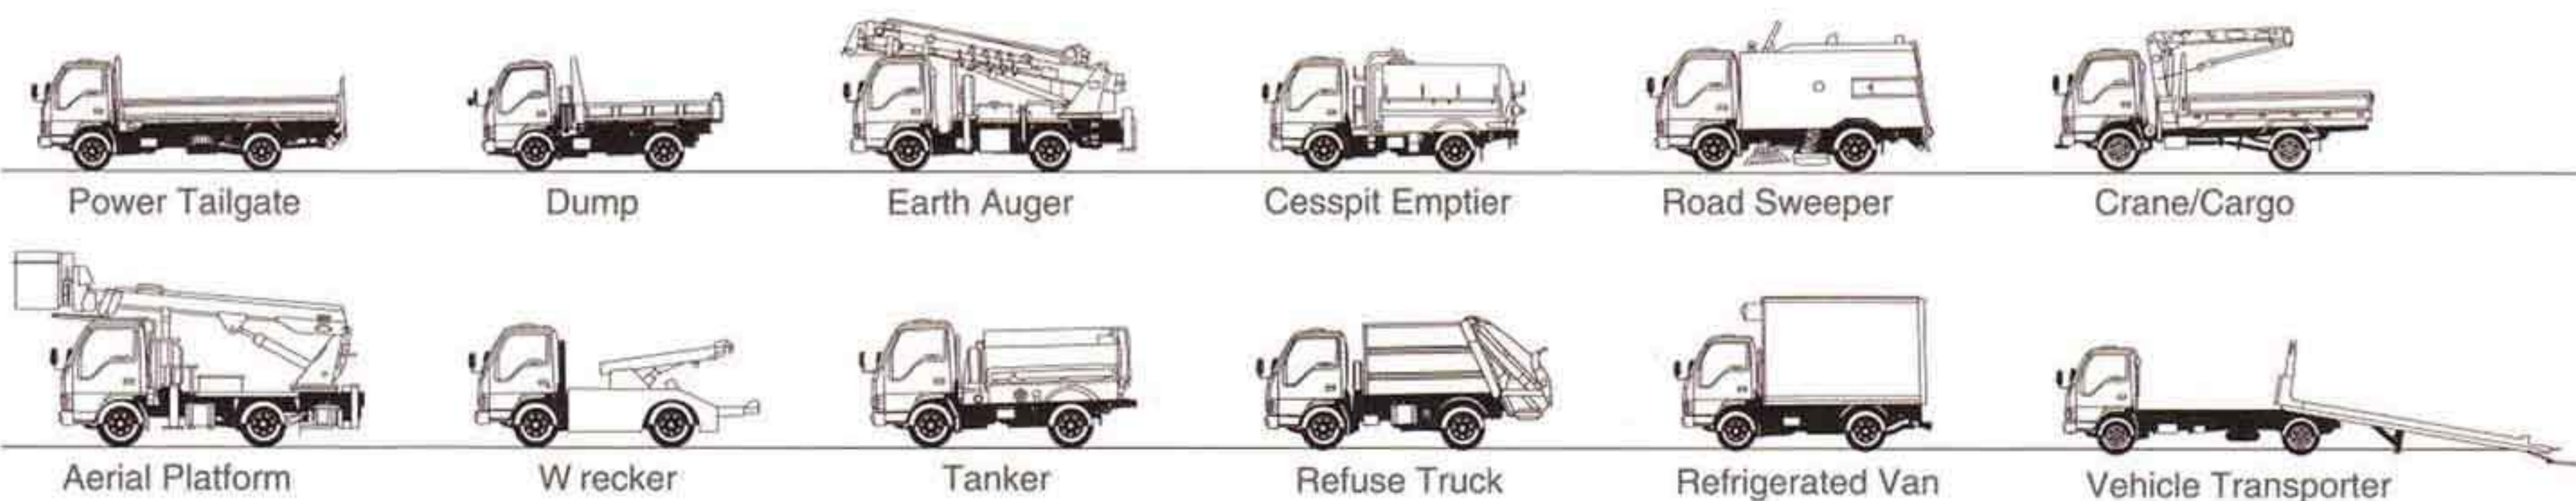 Power Tailgate
Dump
Earth Auger
Cesspit Emptier
Road Sweeper
Crane/Cargo
Aerial Platform
W recker
Tanker
Refuse Truck
Refrigerated Van
Vehicle Transporter